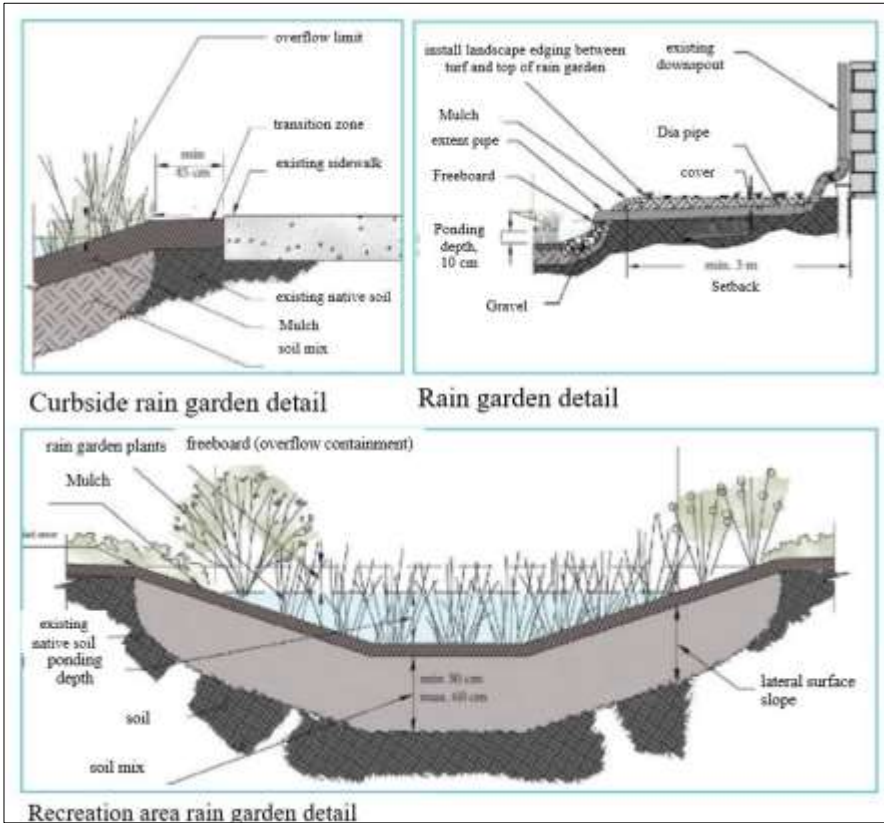 overflow limit
transition zone
min
45 cm
existing sidewalk
existing native soil
Mulch
soil mix
Curbside rain garden detail
install landscape edging between
turf and top of rain garden
existing
downspout
Mulch
extent pipe
Freeboard
Dia pipe
cover
Ponding
depth,
10 cm
min. 3 m
Setback
Gravel
Rain garden detail
rain garden plants
freeboard (overflow containment)
Mulch
existing
native soil
ponding
depth
soil
soil mix
min.
cm
max. 60 cm
lateral surface
slope
Recreation area rain garden detail